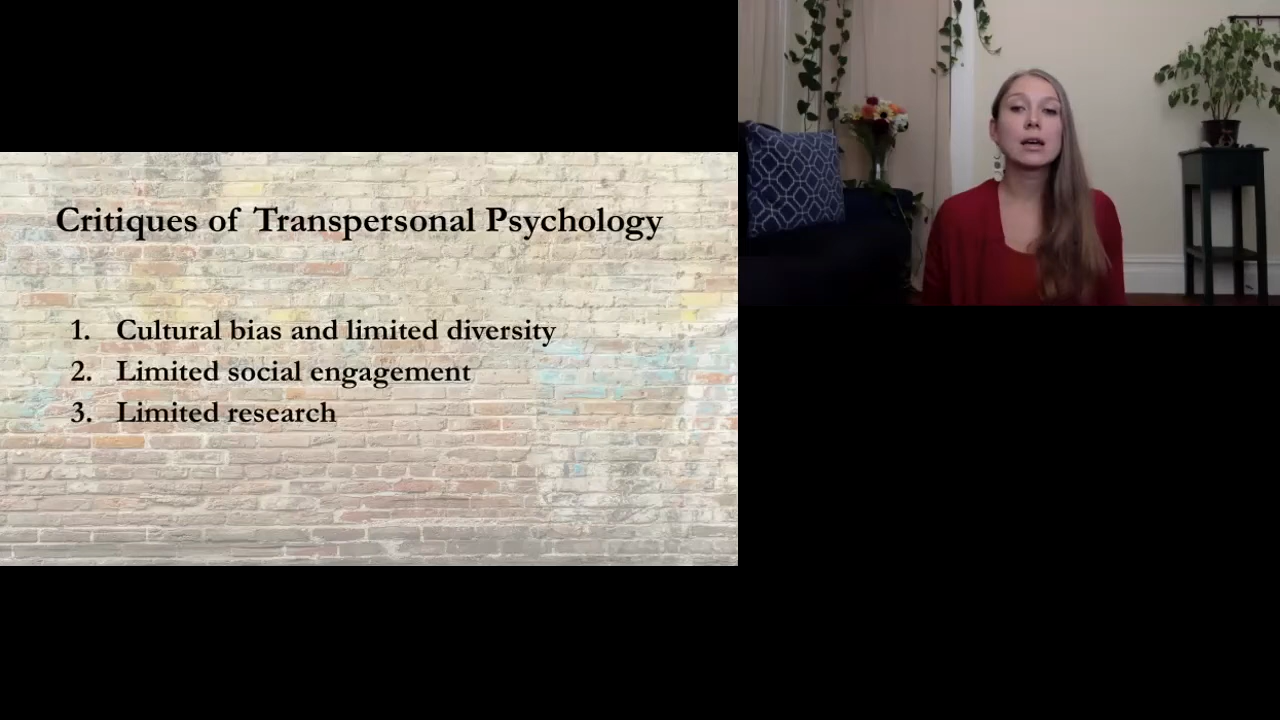 Critiques of Transpersonal Psychology
1. Cultural bias and limited diversity
2. Limited social engagement
3. Limited research